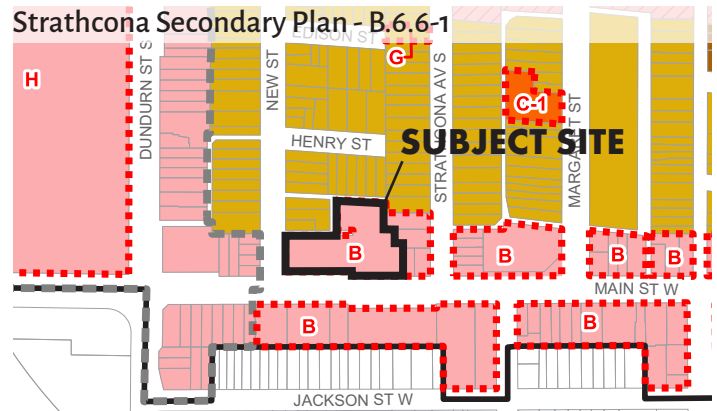 Strathcona Secondary Plan - B.6.6-1
EDISON ST
H
G
DUNDURN ST S
NEW ST
STRATHCONA AV S
C-1
MARGARET ST
HENRY ST
SUBJECT SITE
B
B
B
B
MAIN ST W
B
B
JACKSON ST W